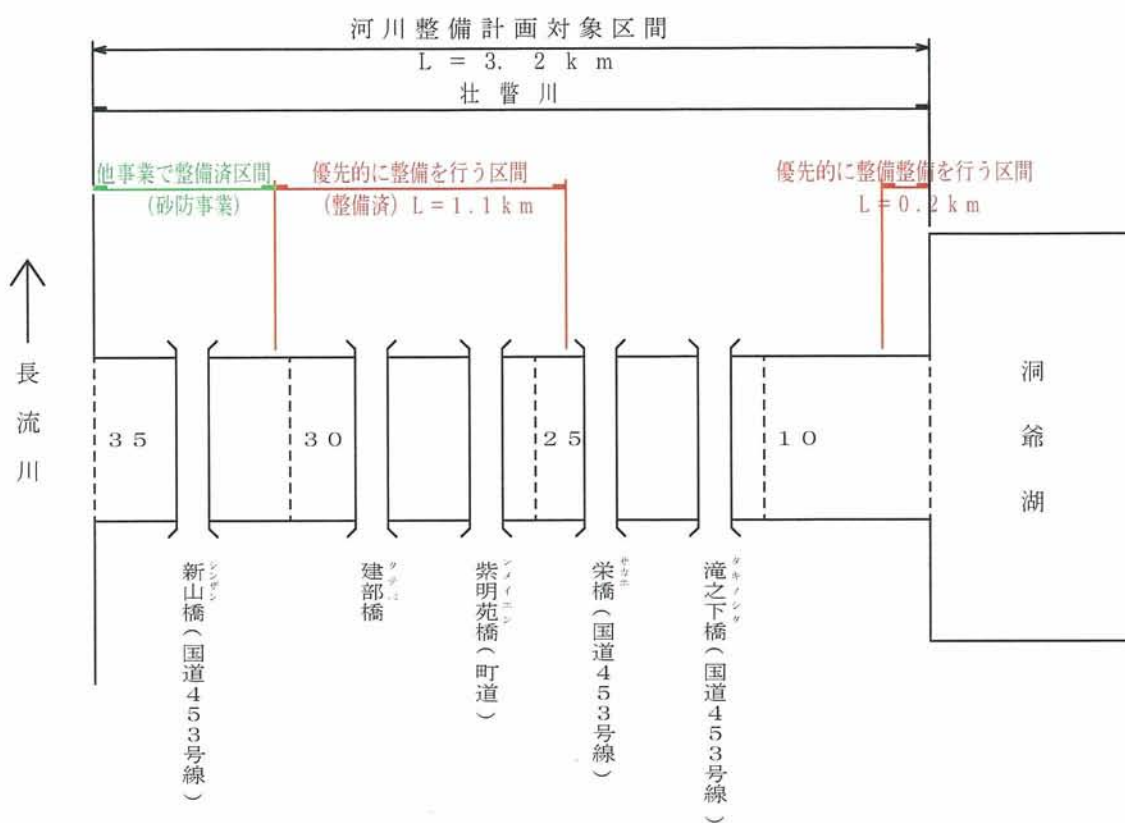 河川整備計画対象区間
L = 3. 2 k m
壮瞥川
他事業で整備済区間
(砂防事業)
優先的に整備を行う区間
(整備済) L=1.1km
優先的に整備整備を行う区間
L=0.2km
長流川
35
30
25
10
洞爺湖
新山橋(国道453号線)
シンザン
建部橋
タテベ
紫明苑橋(町道)
シメイエン
栄橋(国道453号線)
サカエ
滝之下橋(国道453号線)
タキノシタ